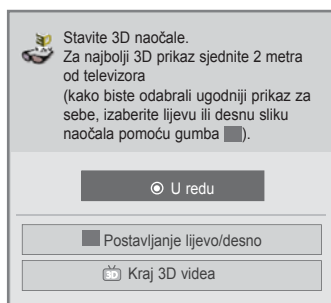 Stavite 3D naočale.
Za najbolji 3D prikaz sjednite 2 metra
od televizora
(kako biste odabrali ugodniji prikaz za
sebe, izaberite lijevu ili desnu sliku
naočala pomoću gumba ).
U redu
Postavljanje lijevo/desno
3D Kraj 3D videa